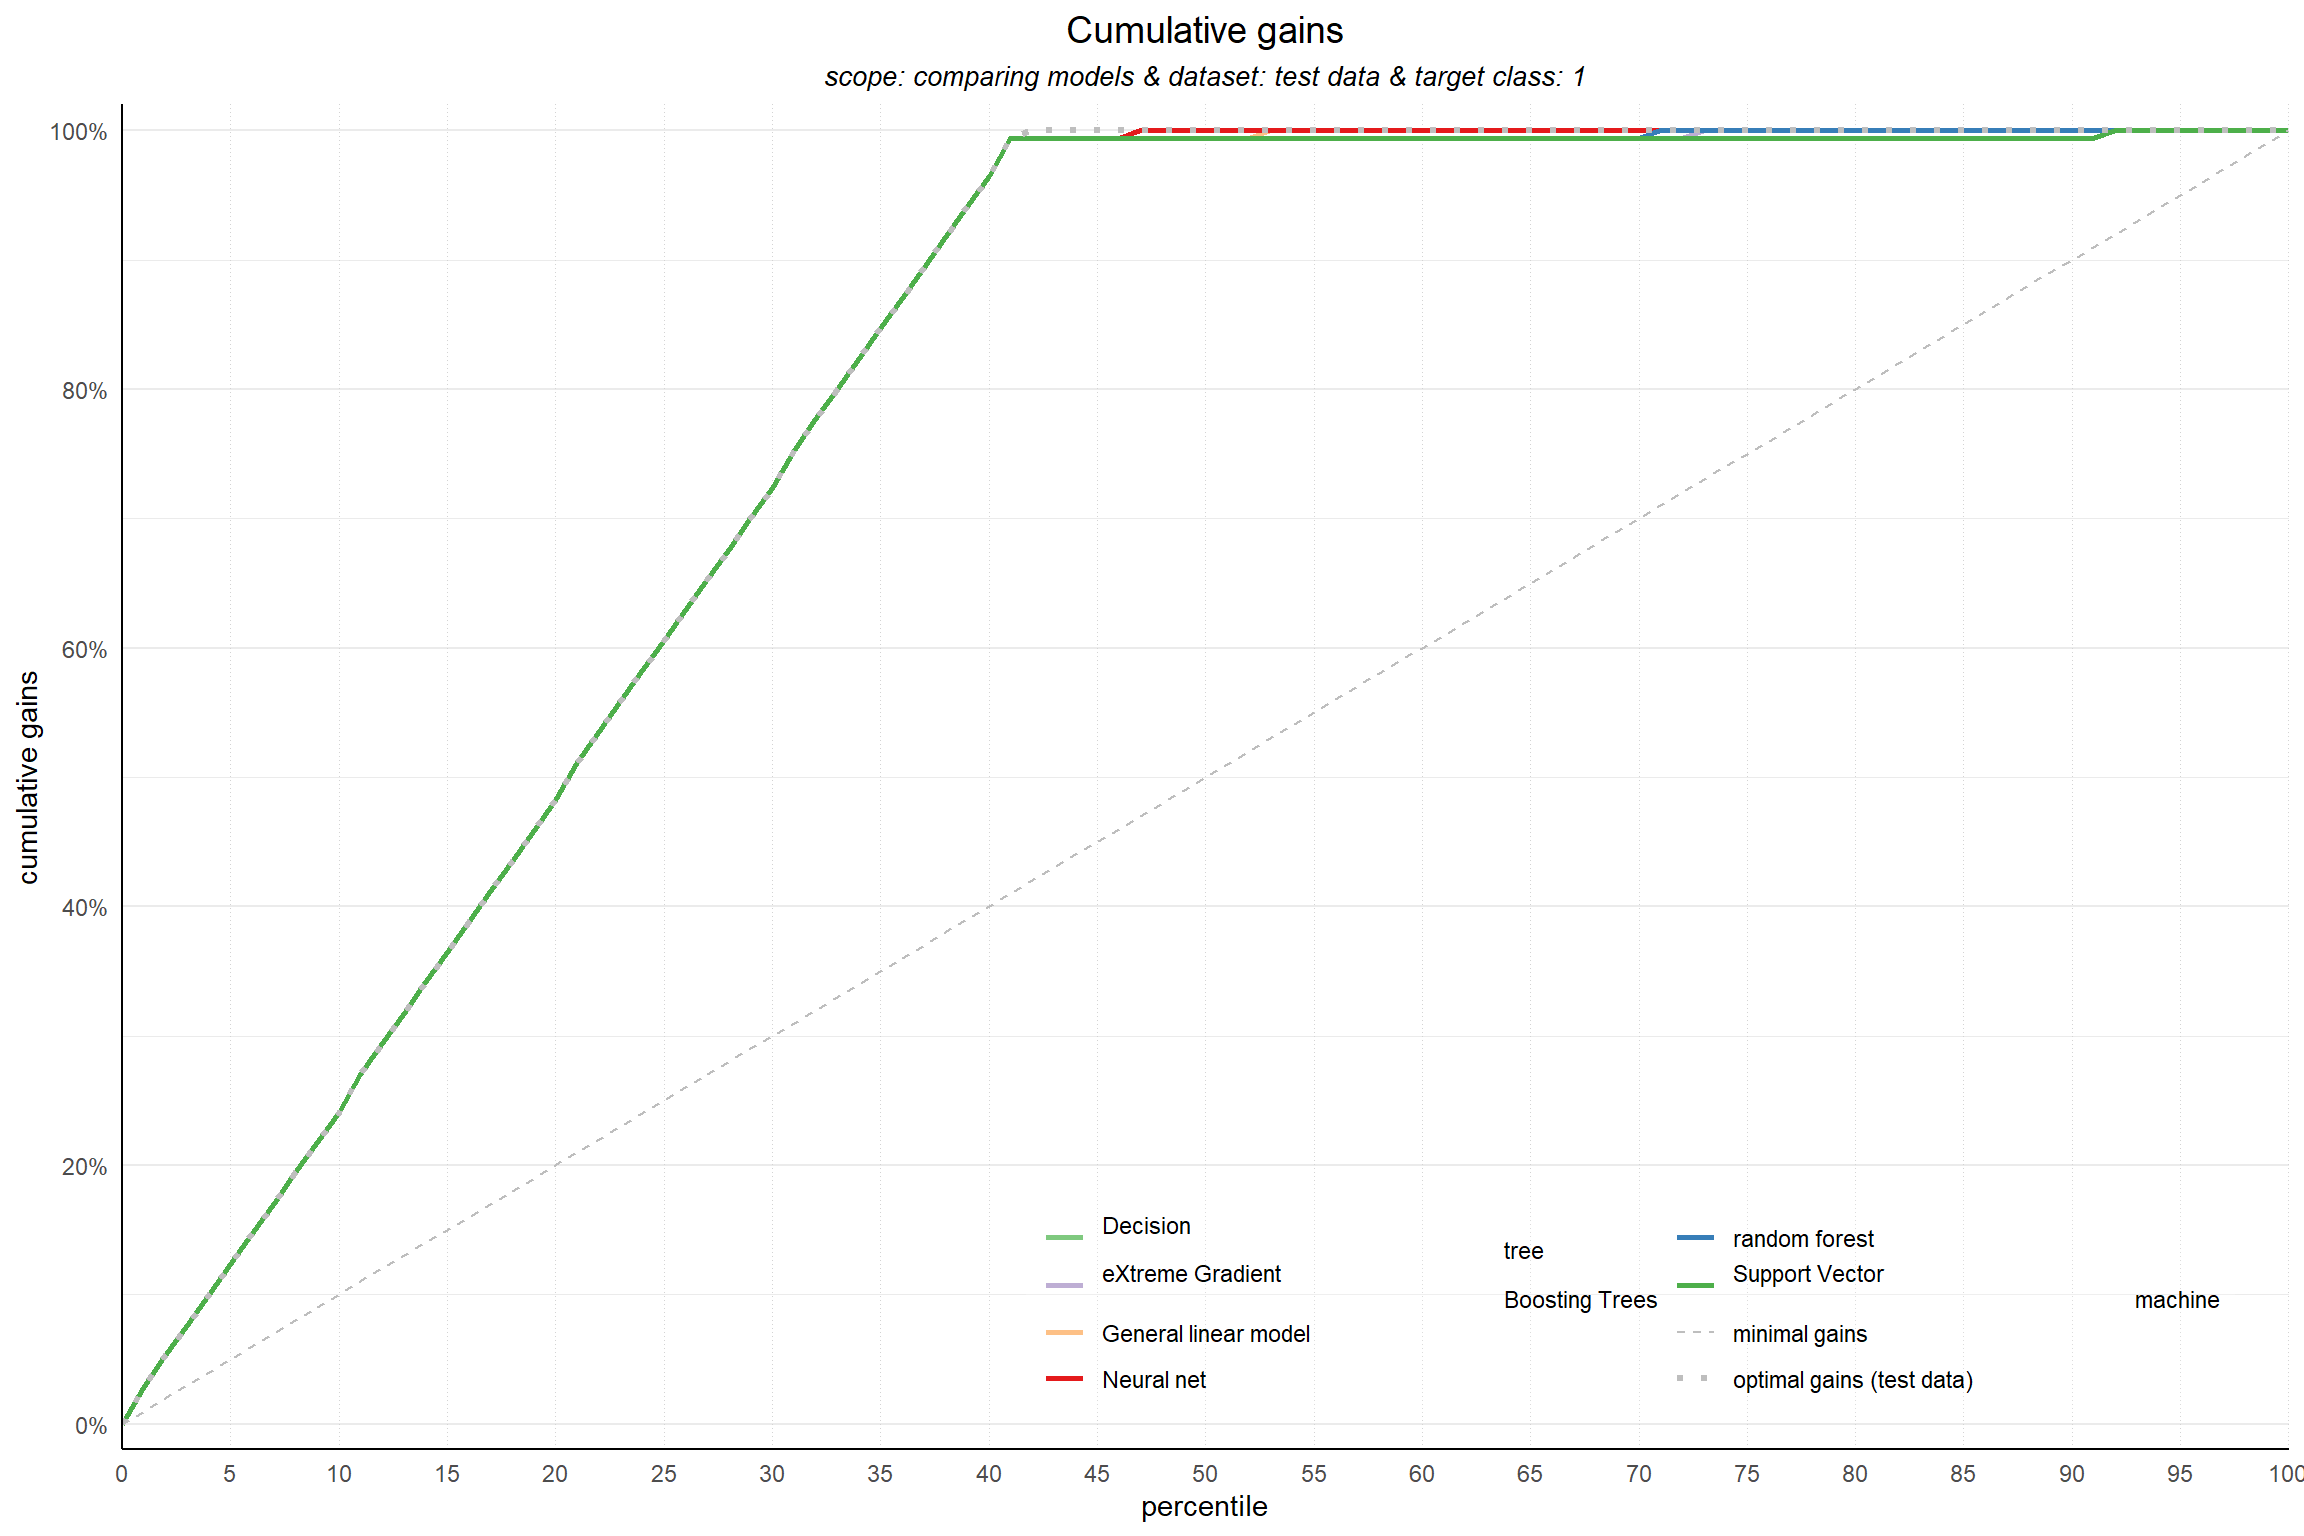 Cumulative gains
scope: comparing models & dataset: test data & target class: 1
cumulative gains
100%
80%
60%
40%
20%
0%
Decision
tree
eXtreme Gradient
Boosting Trees
General linear model
Neural net
random forest
Support Vector
machine
minimal gains
optimal gains (test data)
0 5 10 15 20 25 30 35 40 45 50 55 60 65 70 75 80 85 90 95 100
percentile